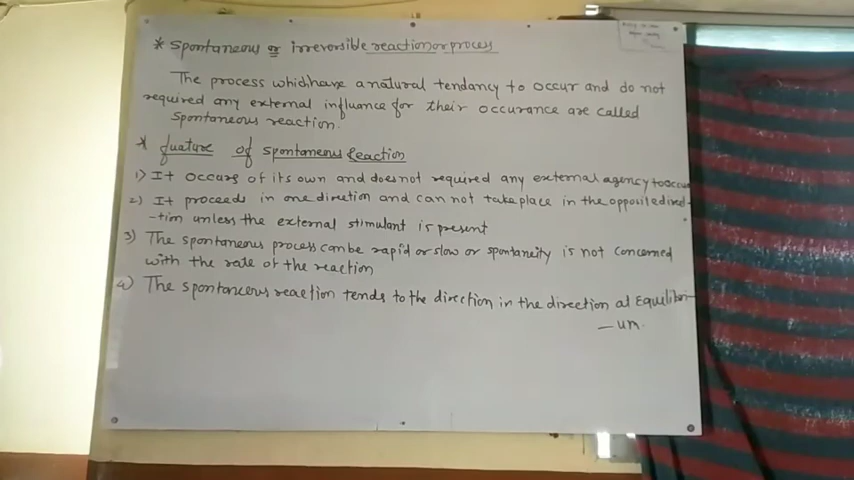 * Spontaneous or irreversible reaction or process
The process which have a natural tendancy to occur and do not
required any external influance for their occurance are called
Spontaneous reaction.
* fuature of spontaneous Reaction
1) It occurs of its own and does not required any external agency to occur
2) It proceeds in one direction and can not take place in the opposite direc-
-tion unless the external stimulant is present
3) The spontaneous process can be rapid or slow or spontaneity is not concerned
with the rate of the reaction
4) The spontaneous reaction tends to the direction in the direction at Equilibri-
- um.